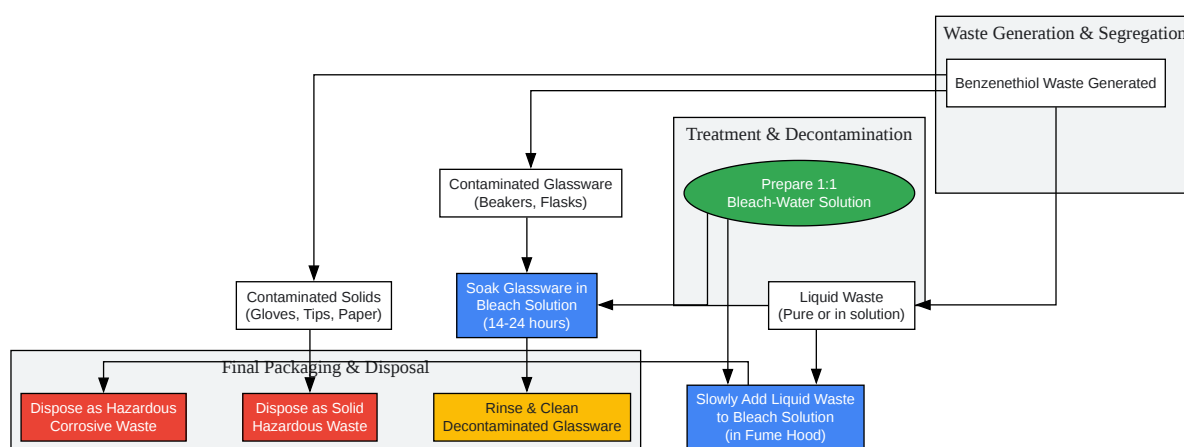 Waste Generation & Segregation
Benzenethiol Waste Generated
Treatment & Decontamination
Prepare 1:1
Bleach-Water Solution
Contaminated Glassware
(Beakers, Flasks)
Contaminated Solids
(Gloves, Tips, Paper)
Soak Glassware in
Bleach Solution
(14-24 hours)
Liquid Waste
(Pure or in solution)
Final Packaging & Disposal
Dispose as Hazardous
Corrosive Waste
Dispose as Solid
Hazardous Waste
Rinse & Clean
Decontaminated Glassware
Slowly Add Liquid Waste
to Bleach Solution
(in Fume Hood)